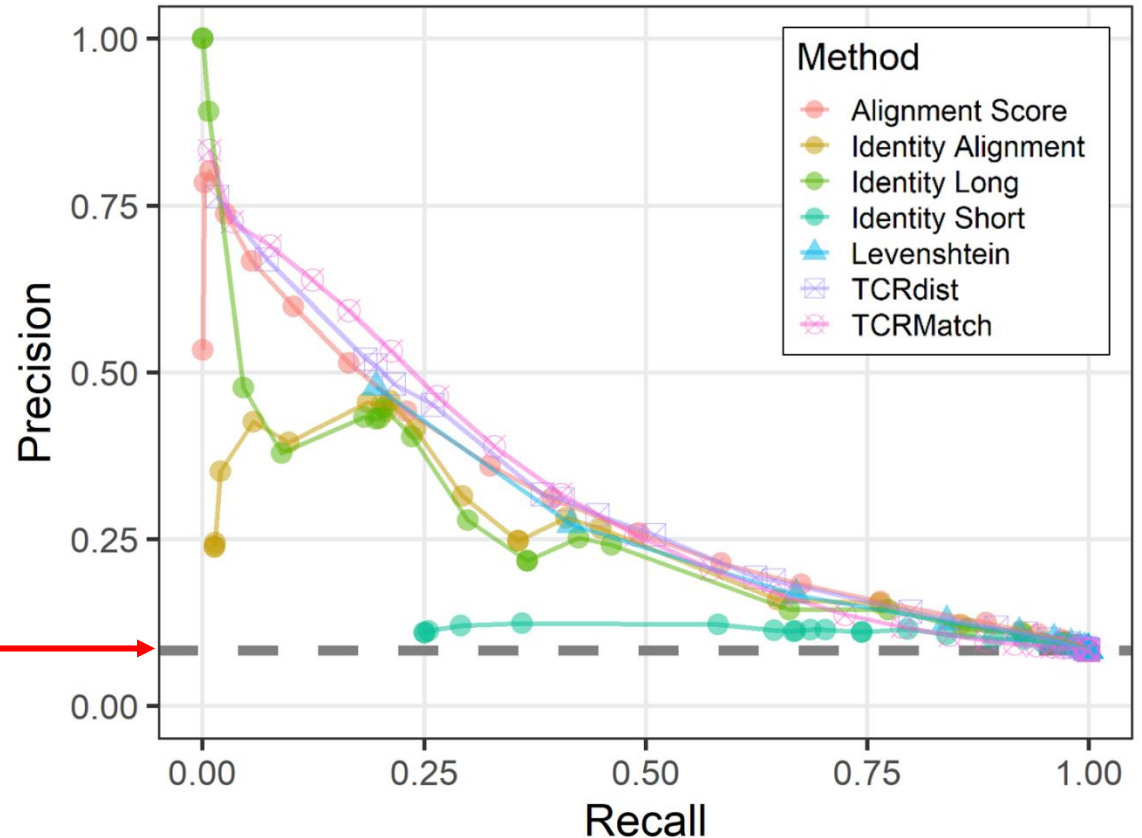 1.00
0.75
0.50
0.25
0.00
Precision
Method
Alignment Score
Identity Alignment
Identity Long
Identity Short
Levenshtein
TCRdist
TCRMatch
0.00 0.25 0.50 0.75 1.00
Recall